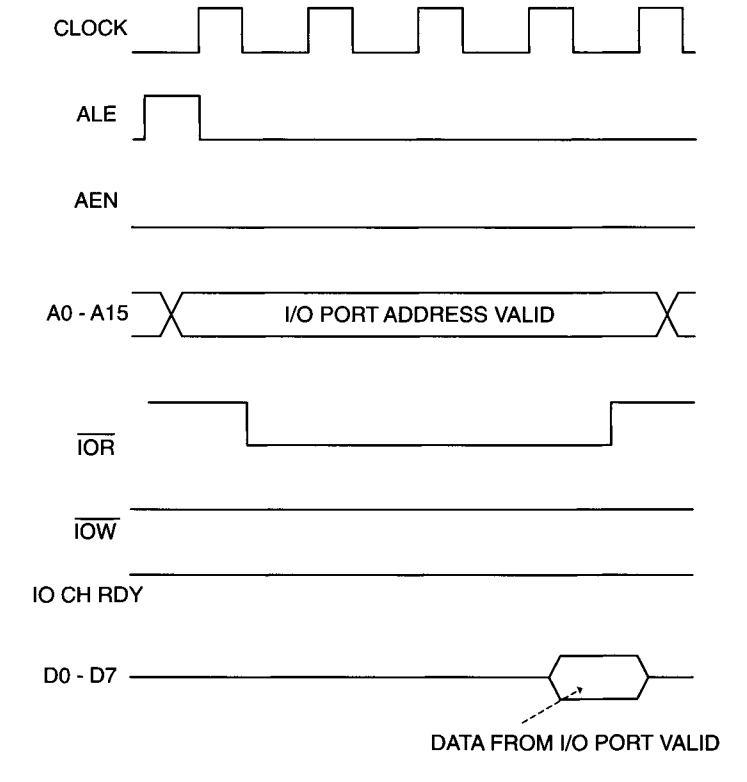 CLOCK
ALE
AEN
A0 - A15
I/O PORT ADDRESS VALID
IOR
IOW
IO CH RDY
D0 - D7
DATA FROM I/O PORT VALID